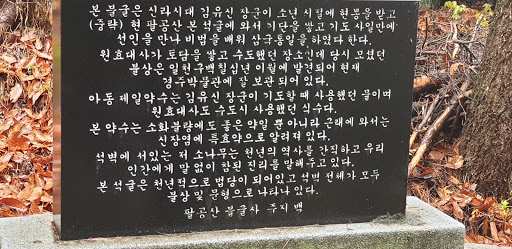 본 불굴은 신라시대 김유신 장군이 소년 시절에 현몽을 받고
(중략) 현 팔공산 본 석굴에 와서 기단을 쌓고 기도 사일만에
선인을 만나 비법을 배워 삼국통일을 하였다 한다.
원효대사가 토담을 쌓고 수도했던 장소인데 당시 모셨던
불상은 일천구백칠십년 이월에 발견되어 현재
경주박물관에 잘 보관 되어 있다.
아동 제일약수는 김유신 장군이 기도할때 사용했던 물이며
원효대사도 수도시 사용했던 식수다.
본 약수는 소화불량에도 좋은 약일 뿐아니라 근래에 와서는
신장염에 특효약으로 알려져 있다.
석벽에 서있는 저 소나무는 천년의 역사를 간직하고 우리
인간에게 말 없이 참된 진리를 말해주고 있다.
본 석굴은 천년적으로 법당이 되어있고 석벽 전체가 모두
불상 및 문형으로 나타나 있다.
팔공산 불굴사 주지 백